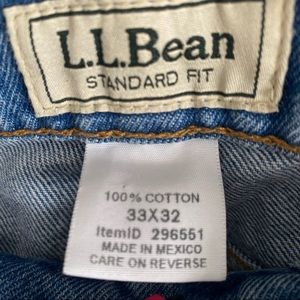 L.L.Bean
STANDARD FIT
100% COTTON
33X32
ItemID 296551
MADE IN MEXICO
CARE ON REVERSE